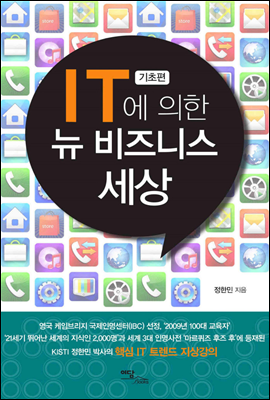 기초편
IT에 의한
뉴 비즈니스
세상
정한민 지음
영국 케임브리지 국제인명센터(IBC) 선정, '2009년 100대 교육자'
'21세기 뛰어난 세계의 지식인 2,000명'과 세계 3대 인명사전 '마르퀴즈 후즈 후'에 등재된
KISTI 정한민 박사의 핵심 IT 트렌드 지상강의